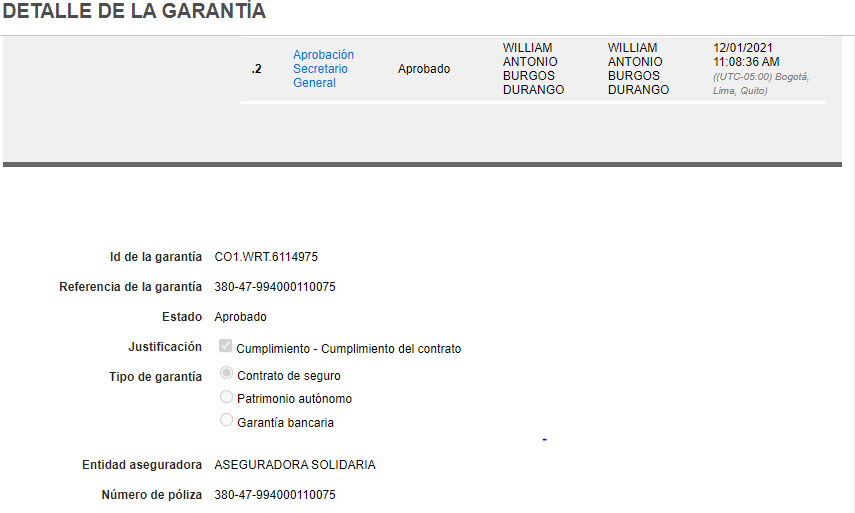 DETALLE DE LA GARANTÍA
.2 Aprobación Secretario General Aprobado WILLIAM ANTONIO BURGOS DURANGO WILLIAM ANTONIO BURGOS DURANGO 12/01/2021 11:08:36 AM ((UTC-05:00) Bogotá, Lima, Quito)
Id de la garantía CO1.WRT.6114975
Referencia de la garantía 380-47-994000110075
Estado Aprobado
Justificación Cumplimiento - Cumplimiento del contrato
Tipo de garantía Contrato de seguro
Patrimonio autónomo
Garantía bancaria
-
Entidad aseguradora ASEGURADORA SOLIDARIA
Número de póliza 380-47-994000110075